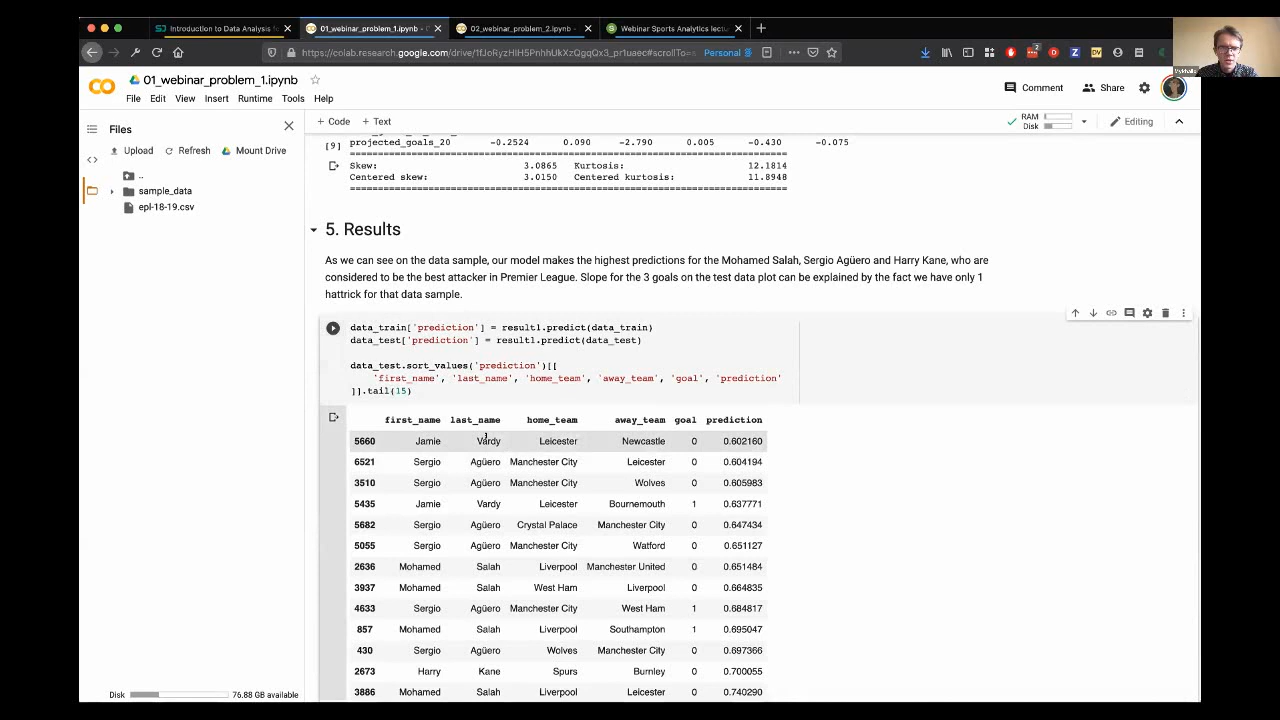 Introduction to Data Analysis fo
01_webinar_problem_1.ipynb - C
02_webinar_problem_2.ipynb -
Webinar Sports Analytics lectu
https://colab.research.google.com/drive/
Personal
2
Mykhailo
01_webinar_problem_1.ipynb
Comment
Share
File Edit View Insert Runtime Tools Help
Files
+ Code + Text
RAM
Disk
Editing
Upload Refresh Mount Drive
..
sample_data
epl-18-19.csv
[9]
projected_goals_20 -0.2524 0.090 -2.790 0.005 -0.430 -0.075
Skew: 3.0865 Kurtosis: 12.1814
Centered skew: 3.0150 Centered kurtosis: 11.8948
5. Results
As we can see on the data sample, our model makes the highest predictions for the Mohamed Salah, Sergio Agüero and Harry Kane, who are
considered to be the best attacker in Premier League. Slope for the 3 goals on the test data plot can be explained by the fact we have only 1
hattrick for that data sample.
data_train['prediction'] = result1.predict(data_train)
data_test['prediction'] = result1.predict(data_test)
data_test.sort_values('prediction')[[
'first_name', 'last_name', 'home_team', 'away_team', 'goal', 'prediction'
]].tail(15)
first_name last_name home_team away_team goal prediction
5660 Jamie Vardy Leicester Newcastle 0 0.602160
6521 Sergio Agüero Manchester City Leicester 0 0.604194
3510 Sergio Agüero Manchester City Wolves 0 0.605983
5435 Jamie Vardy Leicester Bournemouth 1 0.637771
5682 Sergio Agüero Crystal Palace Manchester City 0 0.647434
5055 Sergio Agüero Manchester City Watford 0 0.651127
2636 Mohamed Salah Liverpool Manchester United 0 0.651484
3937 Mohamed Salah West Ham Liverpool 0 0.664835
4633 Sergio Agüero Manchester City West Ham 1 0.684817
857 Mohamed Salah Liverpool Southampton 1 0.695047
430 Sergio Agüero Wolves Manchester City 0 0.697366
2673 Harry Kane Spurs Burnley 0 0.700055
3886 Mohamed Salah Liverpool Leicester 0 0.740290
Disk 76.88 GB available